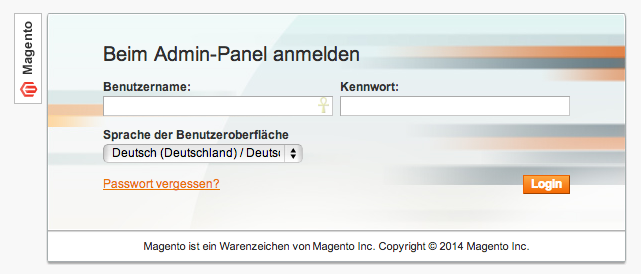 Magento
Beim Admin-Panel anmelden
Benutzername: Kennwort:
Sprache der Benutzeroberfläche
Deutsch (Deutschland) / Deutsc
Passwort vergessen? Login
Magento ist ein Warenzeichen von Magento Inc. Copyright © 2014 Magento Inc.